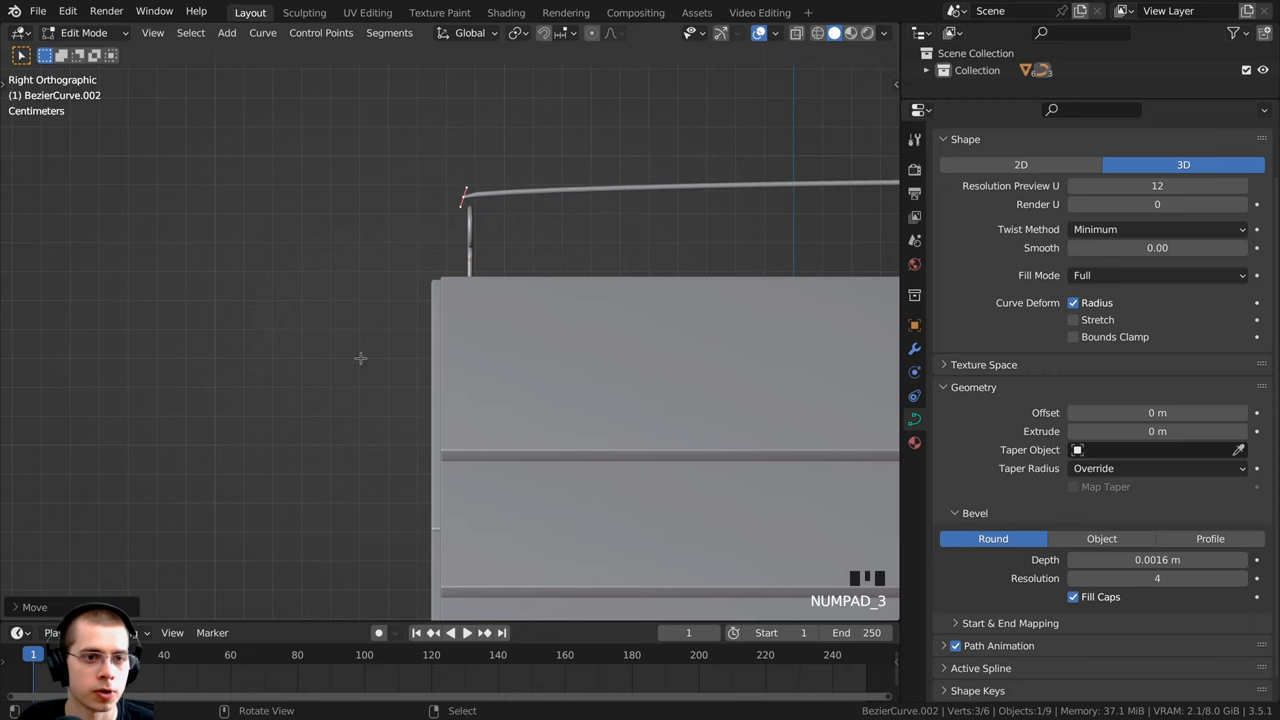 File Edit Render Window Help Layout Sculpting UV Editing Texture Paint Shading Rendering Compositing Assets Video Editing + Scene View Layer
Edit Mode View Select Add Curve Control Points Segments Global
Right Orthographic
(1) BezierCurve.002
Centimeters
Scene Collection
Collection 6 3
Shape
2D 3D
Resolution Preview U 12
Render U 0
Twist Method Minimum
Smooth 0.00
Fill Mode Full
Curve Deform Radius
Stretch
Bounds Clamp
Texture Space
Geometry
Offset 0 m
Extrude 0 m
Taper Object
Taper Radius Override
Map Taper
Bevel
Round Object Profile
Depth 0.0016 m
Resolution 4
Fill Caps
Start & End Mapping
Path Animation
Active Spline
Shape Keys
NUMPAD_3
Move
View Marker 1 Start 1 End 250
1 40 60 80 100 120 140 160 180 200 220 240
Rotate View Select BezierCurve.002 | Verts:3/6 | Objects:1/9 | Memory: 37.1 MiB | VRAM: 2.1/8.0 GiB | 3.5.1